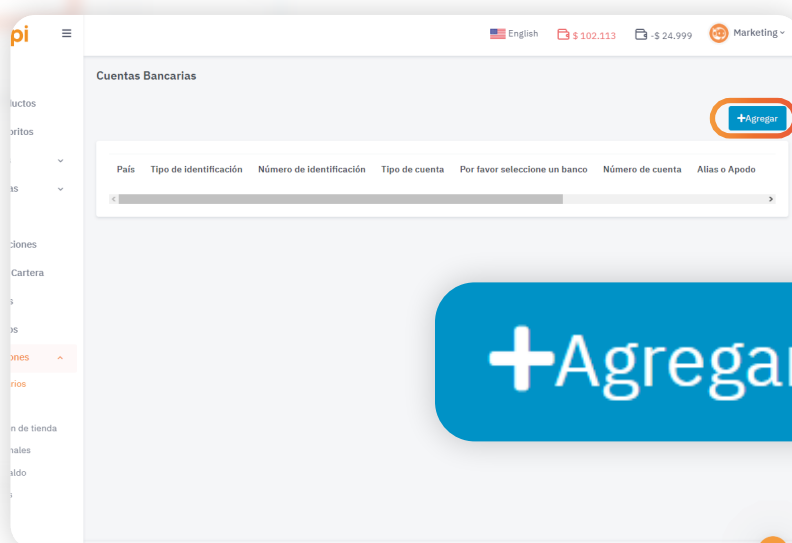 pi
English $ 102.113 -$ 24.999 Marketing
Cuentas Bancarias
+Agregar
País Tipo de identificación Número de identificación Tipo de cuenta Por favor seleccione un banco Número de cuenta Alias o Apodo
uctos
oritos
as
ciones
Cartera
s
os
ones
rios
n de tienda
nales
aldo
+Agregar